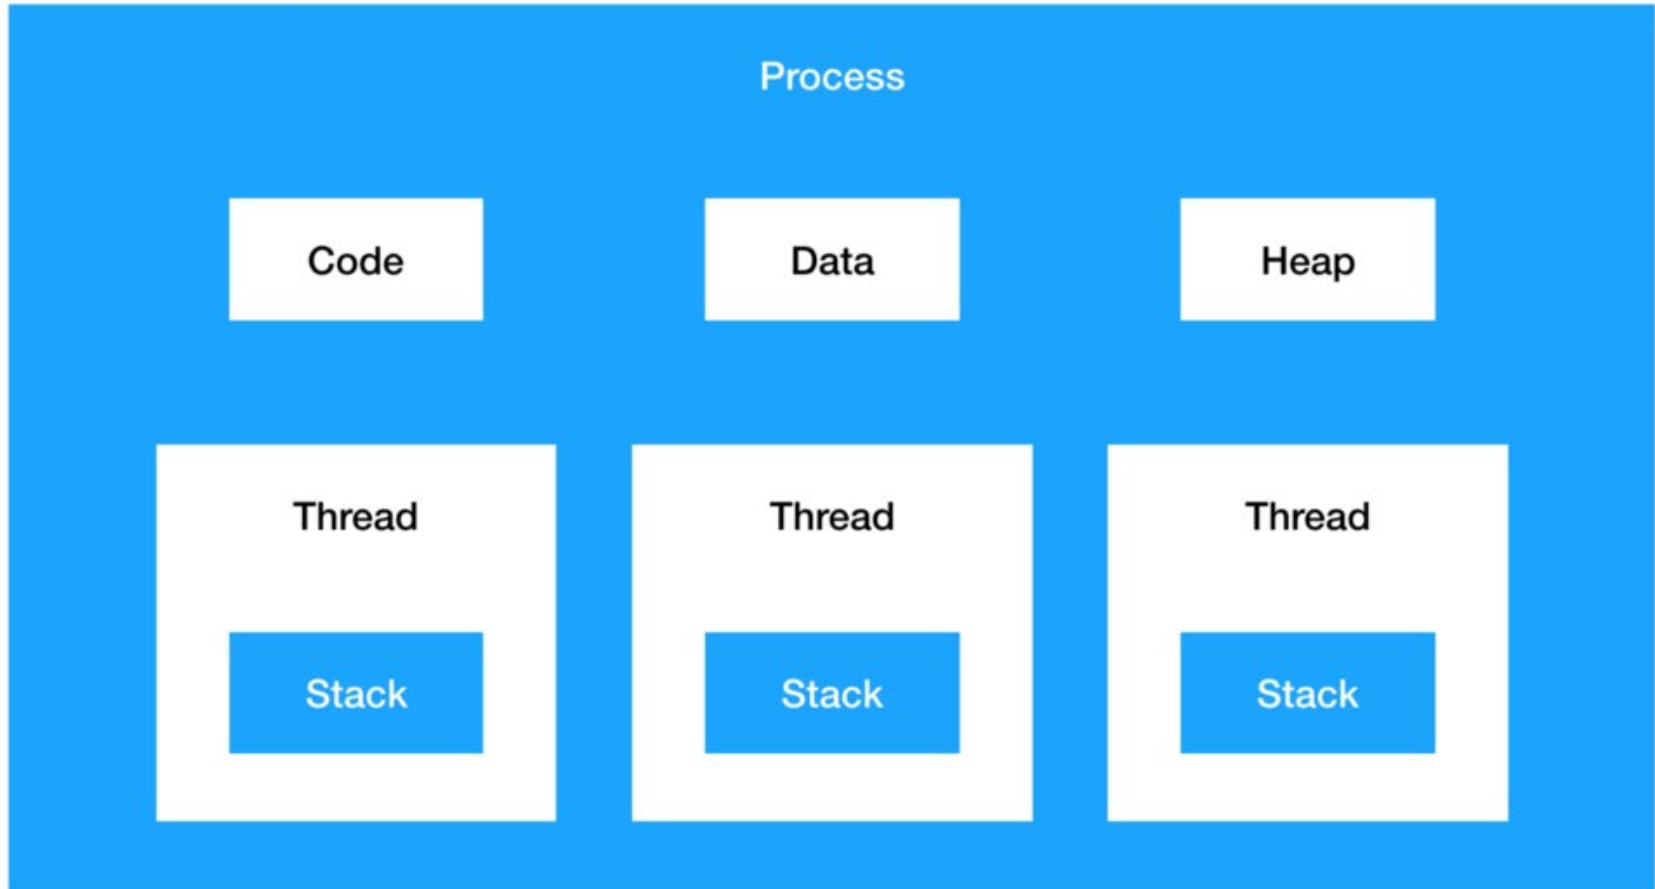 Process
Code
Data
Heap
Thread
Thread
Thread
Stack
Stack
Stack